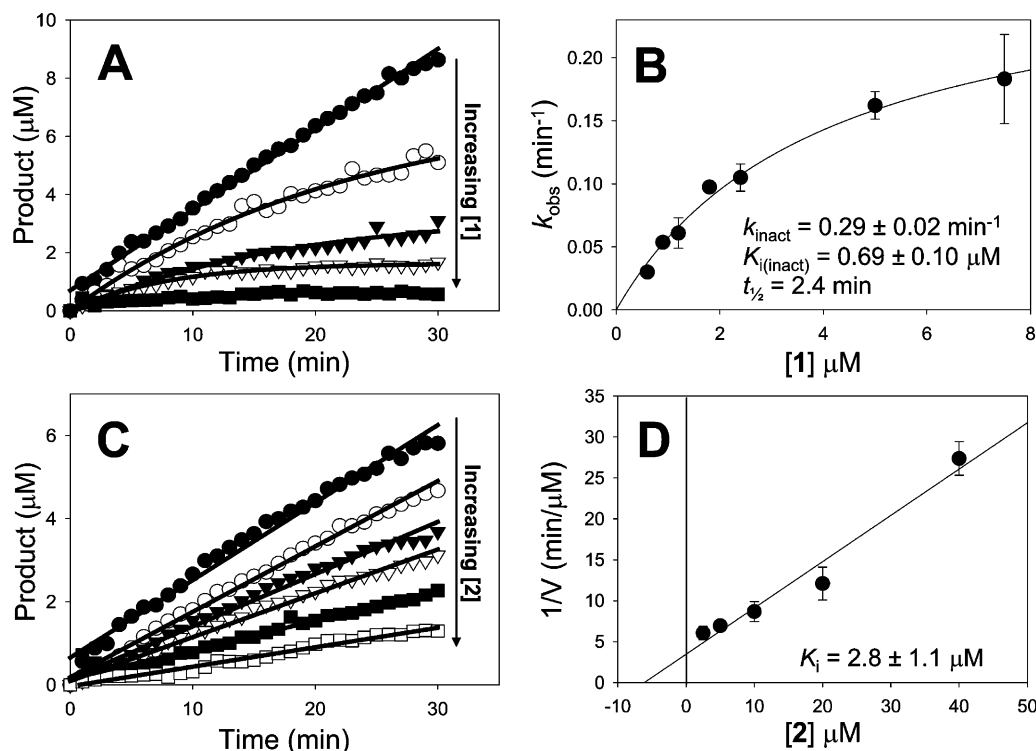 A
10
8
6
4
2
0
Product (μM)
0
10
20
30
Time (min)
Increasing [1]
B
0.20
0.15
0.10
0.05
0.00
kobs (min-1)
kinact = 0.29 ± 0.02 min-1
Ki(inact) = 0.69 ± 0.10 μM
t½ = 2.4 min
0
2
4
6
8
[1] μM
C
6
4
2
0
Product (μM)
0
10
20
30
Time (min)
Increasing [2]
D
35
30
25
20
15
10
5
0
1/V (min/μM)
Ki = 2.8 ± 1.1 μM
-10
0
10
20
30
40
50
[2] μM